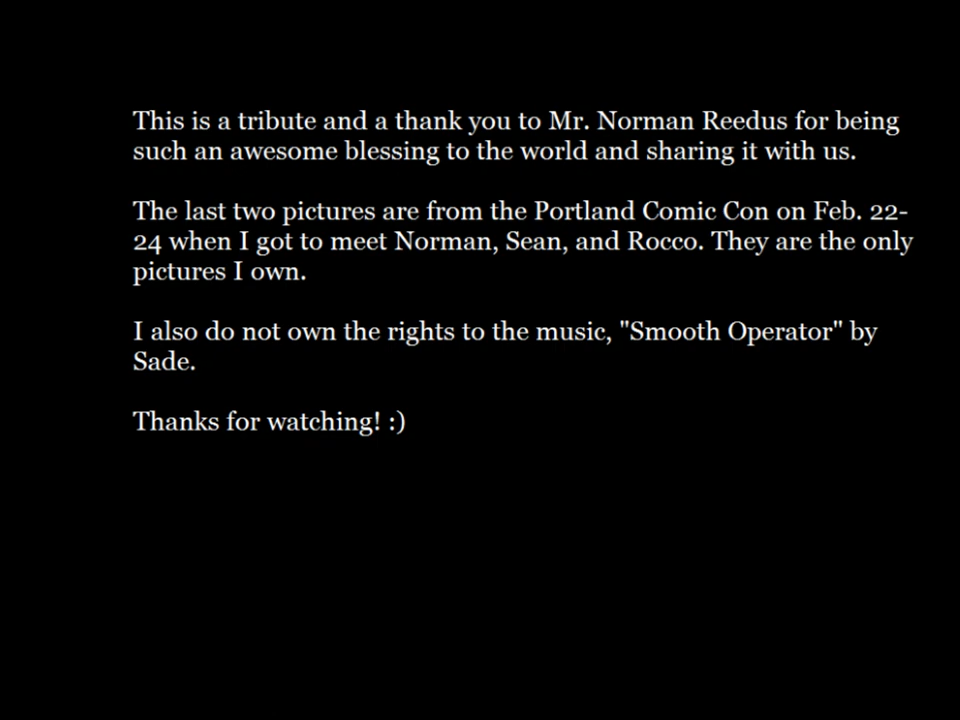 This is a tribute and a thank you to Mr. Norman Reedus for being
such an awesome blessing to the world and sharing it with us.
The last two pictures are from the Portland Comic Con on Feb. 22-
24 when I got to meet Norman, Sean, and Rocco. They are the only
pictures I own.
I also do not own the rights to the music, "Smooth Operator" by
Sade.
Thanks for watching! :)